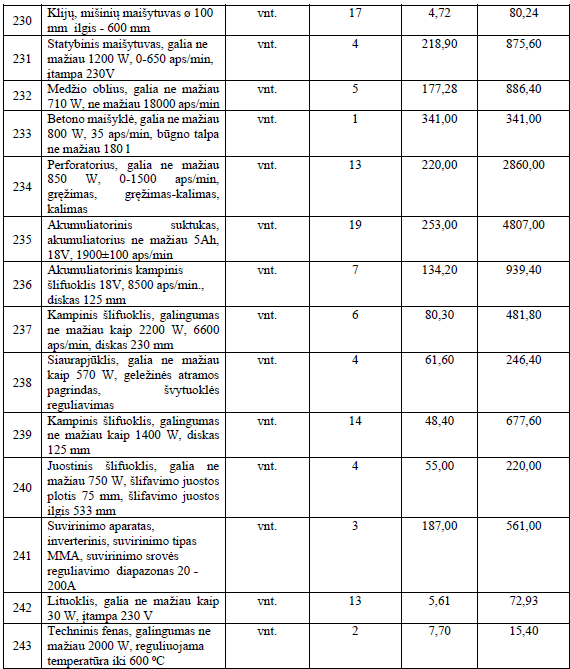 230 Klijų, mišinių maišytuvas ø 100 vnt. 17 4,72 80,24
mm ilgis - 600 mm
231 Statybinis maišytuvas, galia ne vnt. 4 218,90 875,60
mažiau 1200 W, 0-650 aps/min,
įtampa 230V
232 Medžio oblius, galia ne mažiau vnt. 5 177,28 886,40
710 W, ne mažiau 18000 aps/min
233 Betono maišyklė, galia ne mažiau vnt. 1 341,00 341,00
800 W, 35 aps/min, būgno talpa
ne mažiau 180 l
234 Perforatorius, galia ne mažiau vnt. 13 220,00 2860,00
850 W, 0-1500 aps/min,
gręžimas, gręžimas-kalimas,
kalimas
235 Akumuliatorinis suktukas, vnt. 19 253,00 4807,00
akumuliatorius ne mažiau 5Ah,
18V, 1900±100 aps/min
236 Akumuliatorinis kampinis vnt. 7 134,20 939,40
šlifuoklis 18V, 8500 aps/min.,
diskas 125 mm
237 Kampinis šlifuoklis, galingumas vnt. 6 80,30 481,80
ne mažiau kaip 2200 W, 6600
aps/min, diskas 230 mm
238 Siaurapjūklis, galia ne mažiau vnt. 4 61,60 246,40
kaip 570 W, geležinės atramos
pagrindas, švytuoklės
reguliavimas
239 Kampinis šlifuoklis, galingumas vnt. 14 48,40 677,60
ne mažiau kaip 1400 W, diskas
125 mm
240 Juostinis šlifuoklis, galia ne vnt. 4 55,00 220,00
mažiau 750 W, šlifavimo juostos
plotis 75 mm, šlifavimo juostos
ilgis 533 mm
241 Suvirinimo aparatas, vnt. 3 187,00 561,00
inverterinis, suvirinimo tipas
MMA, suvirinimo srovės
reguliavimo diapazonas 20 -
200A
242 Lituoklis, galia ne mažiau kaip vnt. 13 5,61 72,93
30 W, įtampa 230 V
243 Techninis fenas, galingumas ne vnt. 2 7,70 15,40
mažiau 2000 W, reguliuojama
temperatūra iki 600 ⁰C